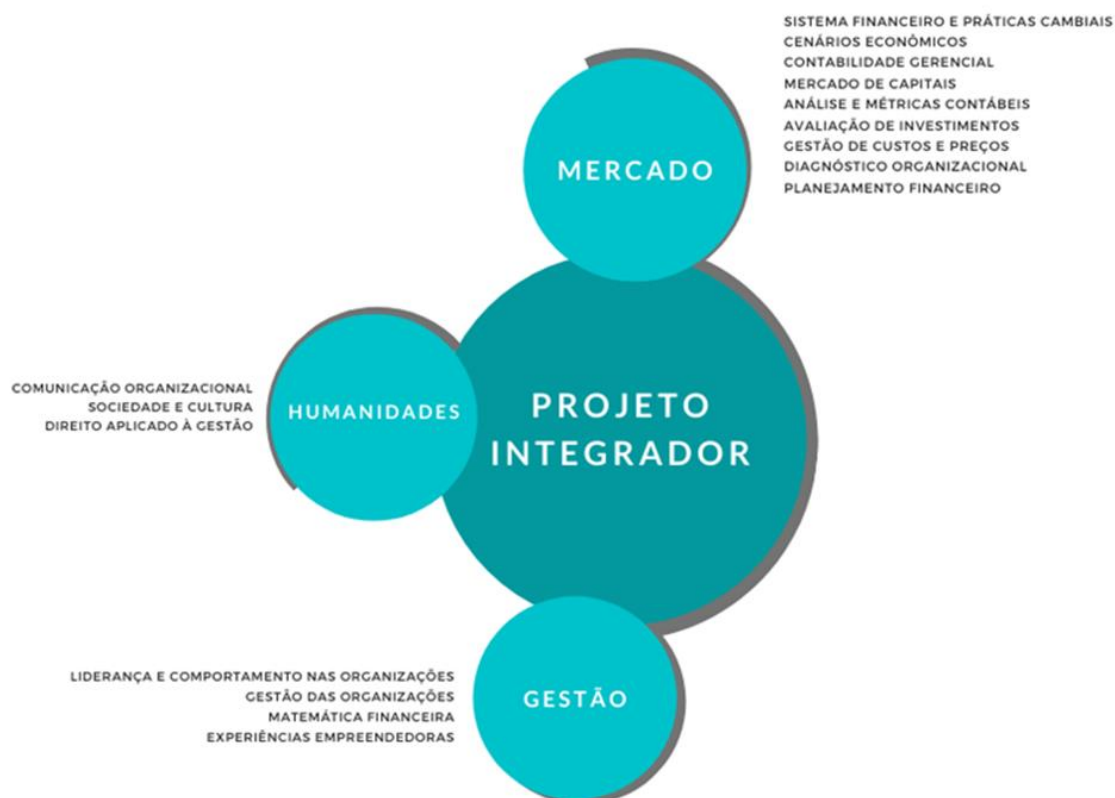 SISTEMA FINANCEIRO E PRÁTICAS CAMBIAIS
CENÁRIOS ECONÔMICOS
CONTABILIDADE GERENCIAL
MERCADO DE CAPITAIS
ANÁLISE E MÉTRICAS CONTÁBEIS
AVALIAÇÃO DE INVESTIMENTOS
GESTÃO DE CUSTOS E PREÇOS
DIAGNÓSTICO ORGANIZACIONAL
PLANEJAMENTO FINANCEIRO
MERCADO
COMUNICAÇÃO ORGANIZACIONAL
SOCIEDADE E CULTURA
DIREITO APLICADO À GESTÃO
HUMANIDADES
PROJETO
INTEGRADOR
LIDERANÇA E COMPORTAMENTO NAS ORGANIZAÇÕES
GESTÃO DAS ORGANIZAÇÕES
MATEMÁTICA FINANCEIRA
EXPERIÊNCIAS EMPREENDEDORAS
GESTÃO